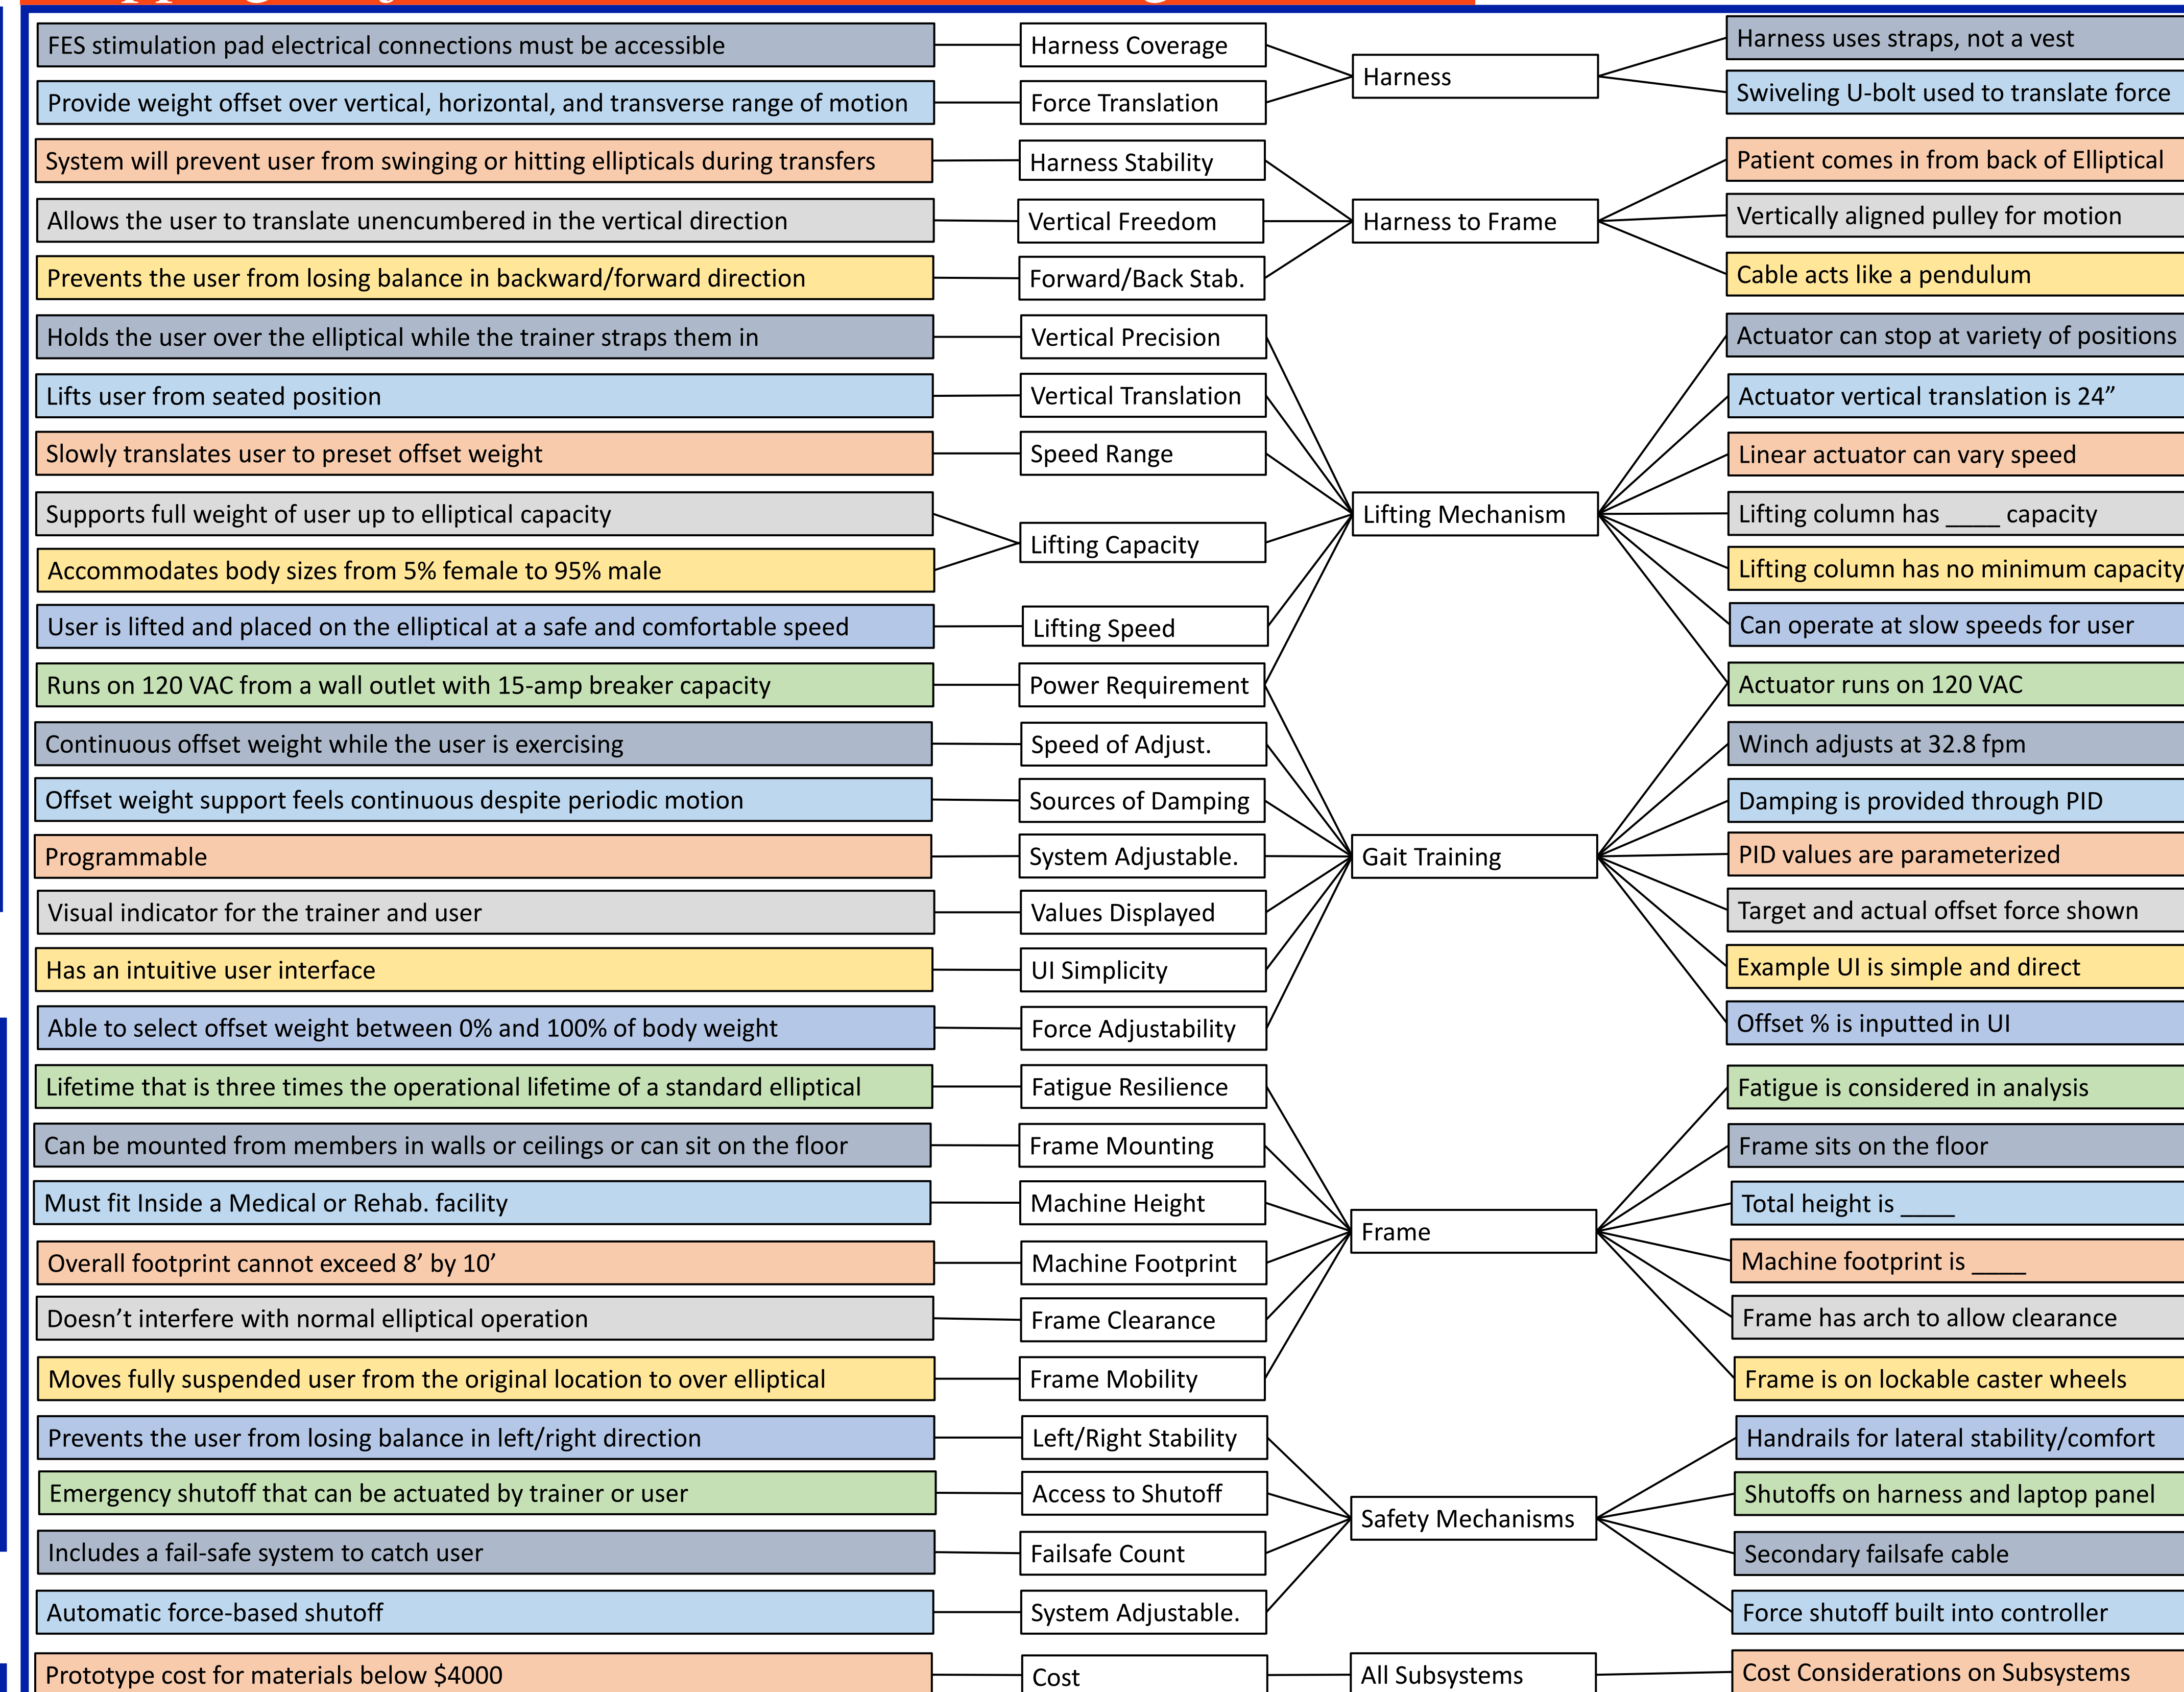 FES stimulation pad electrical connections must be accessible
Harness Coverage
Harness
Harness uses straps, not a vest
Provide weight offset over vertical, horizontal, and transverse range of motion
Force Translation
Swiveling U-bolt used to translate force
System will prevent user from swinging or hitting ellipticals during transfers
Harness Stability
Patient comes in from back of Elliptical
Allows the user to translate unencumbered in the vertical direction
Vertical Freedom
Harness to Frame
Vertically aligned pulley for motion
Prevents the user from losing balance in backward/forward direction
Forward/Back Stab.
Cable acts like a pendulum
Holds the user over the elliptical while the trainer straps them in
Vertical Precision
Actuator can stop at variety of positions
Lifts user from seated position
Vertical Translation
Actuator vertical translation is 24”
Slowly translates user to preset offset weight
Speed Range
Linear actuator can vary speed
Supports full weight of user up to elliptical capacity
Lifting Capacity
Lifting Mechanism
Lifting column has ____ capacity
Accommodates body sizes from 5% female to 95% male
Lifting column has no minimum capacity
User is lifted and placed on the elliptical at a safe and comfortable speed
Lifting Speed
Can operate at slow speeds for user
Runs on 120 VAC from a wall outlet with 15-amp breaker capacity
Power Requirement
Actuator runs on 120 VAC
Continuous offset weight while the user is exercising
Speed of Adjust.
Winch adjusts at 32.8 fpm
Offset weight support feels continuous despite periodic motion
Sources of Damping
Damping is provided through PID
Programmable
System Adjustable.
Gait Training
PID values are parameterized
Visual indicator for the trainer and user
Values Displayed
Target and actual offset force shown
Has an intuitive user interface
UI Simplicity
Example UI is simple and direct
Able to select offset weight between 0% and 100% of body weight
Force Adjustability
Offset % is inputted in UI
Lifetime that is three times the operational lifetime of a standard elliptical
Fatigue Resilience
Fatigue is considered in analysis
Can be mounted from members in walls or ceilings or can sit on the floor
Frame Mounting
Frame sits on the floor
Must fit Inside a Medical or Rehab. facility
Machine Height
Frame
Total height is ____
Overall footprint cannot exceed 8’ by 10’
Machine Footprint
Machine footprint is ____
Doesn’t interfere with normal elliptical operation
Frame Clearance
Frame has arch to allow clearance
Moves fully suspended user from the original location to over elliptical
Frame Mobility
Frame is on lockable caster wheels
Prevents the user from losing balance in left/right direction
Left/Right Stability
Handrails for lateral stability/comfort
Emergency shutoff that can be actuated by trainer or user
Access to Shutoff
Safety Mechanisms
Shutoffs on harness and laptop panel
Includes a fail-safe system to catch user
Failsafe Count
Secondary failsafe cable
Automatic force-based shutoff
System Adjustable.
Force shutoff built into controller
Prototype cost for materials below $4000
Cost
All Subsystems
Cost Considerations on Subsystems